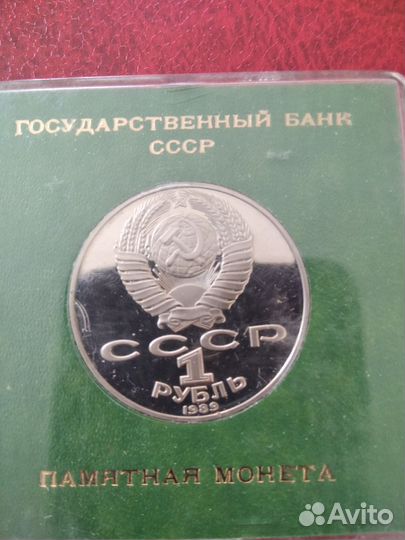 ГОСУДАРСТВЕННЫЙ БАНК
СССР
СССР
1
РУБЛЬ
1989
ПАМЯТНАЯ МОНЕТА
Avito